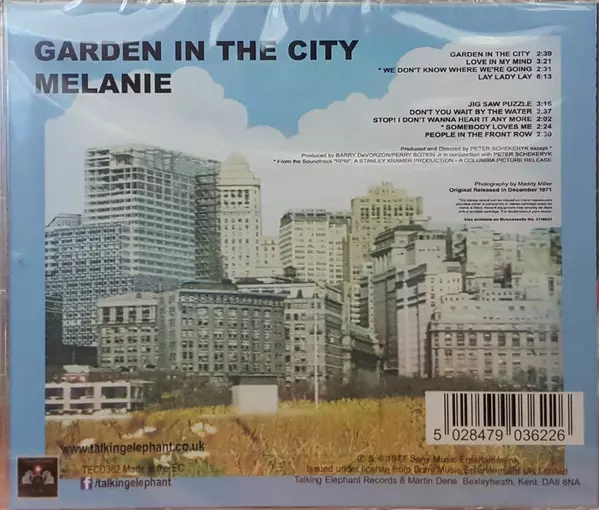 GARDEN IN THE CITY
MELANIE
GARDEN IN THE CITY 2:39
LOVE IN MY MIND 3:21
* WE DON'T KNOW WHERE WE'RE GOING 2:31
LAY LADY LAY 6:13
JIG SAW PUZZLE 3:16
DON'T YOU WAIT BY THE WATER 2:37
STOP! I DON'T WANNA HEAR IT ANY MORE 2:02
* SOMEBODY LOVES ME 2:24
PEOPLE IN THE FRONT ROW 2:30
Produced and Directed by PETER SCHEKERYK except *
Produced by BARRY DeVORZON/PERRY BOTKIN Jr in conjunction with PETER SCHEKERYK
* From the Soundtrack "RPM", A STANLEY KRAMER PRODUCTION - A COLUMBIA PICTURE RELEASE
Photography by Maddy Miller
Original Released in December 1971
www.talkingelephant.co.uk
TECD362 Made in the EC
f/talkingelephant
5 028479 036226
℗ & © 1971 Sony Music Entertainment
Issued under license from Sony Music Entertainment UK Limited
Talking Elephant Records 8 Martin Dene. Bexleyheath, Kent. DA6 8NA